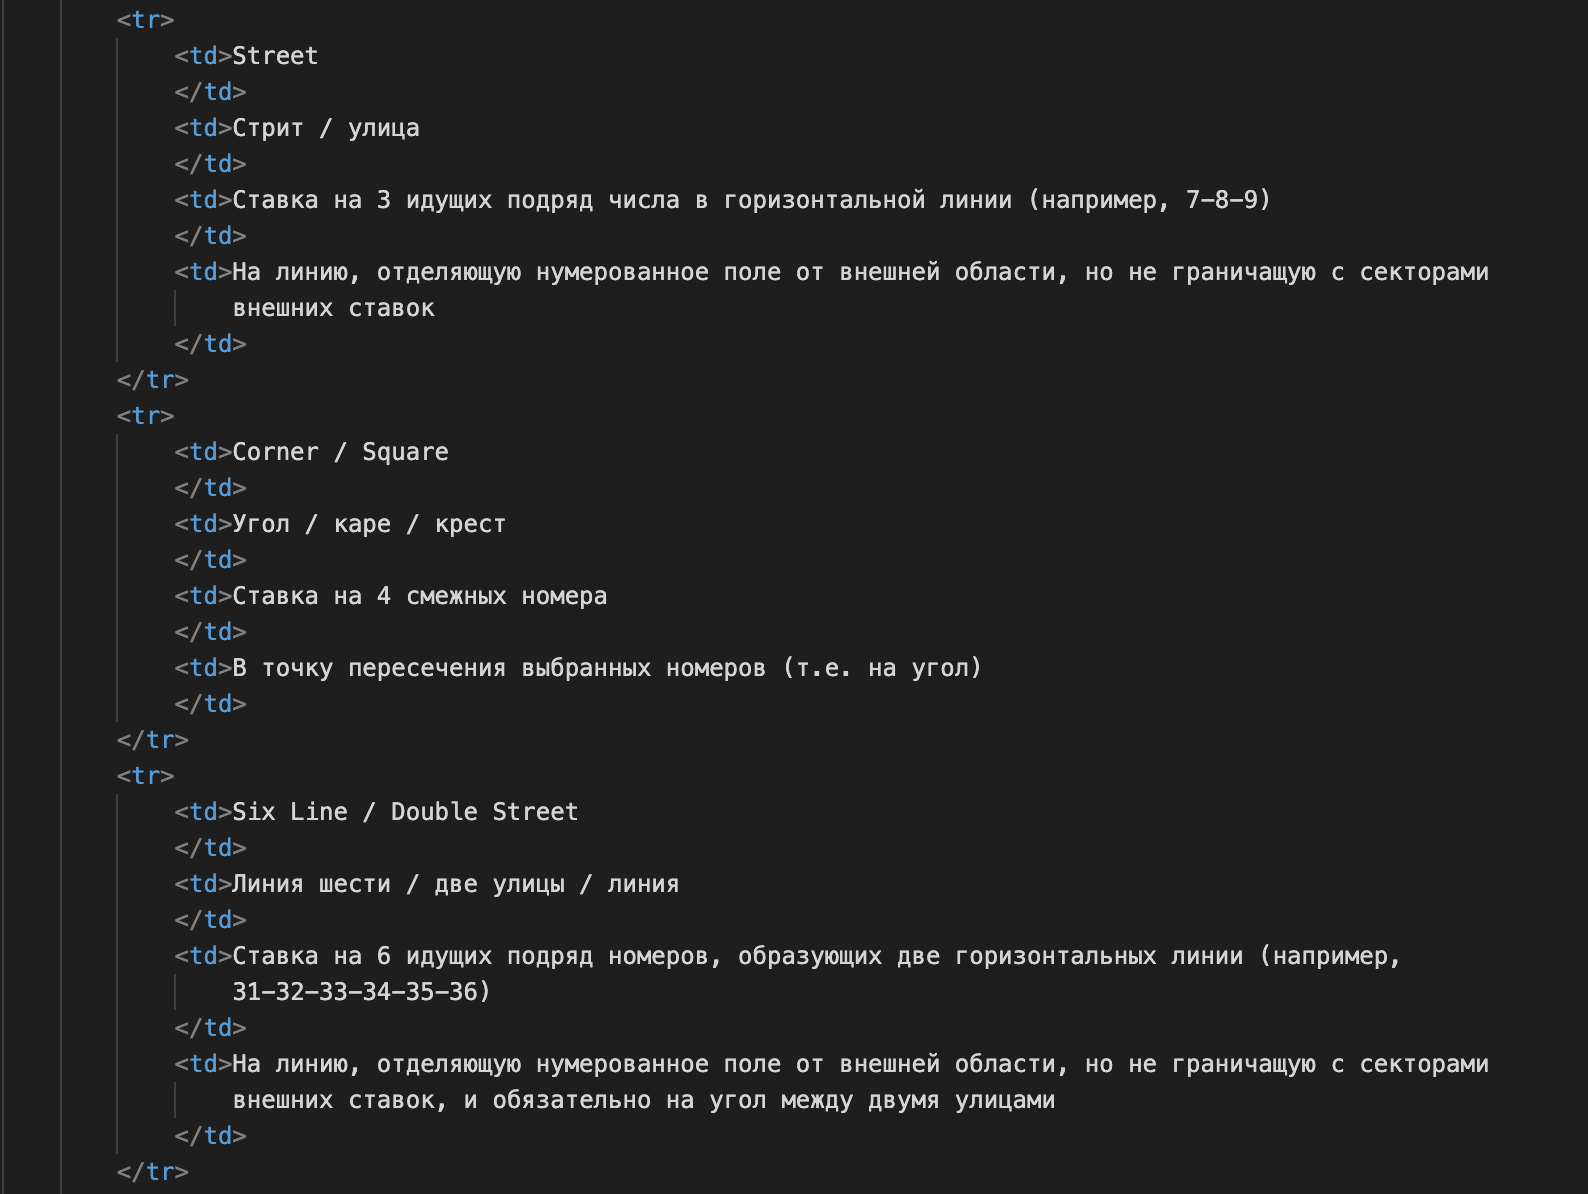 <tr>
<td>Street
</td>
<td>Стрит / улица
</td>
<td>Ставка на 3 идущих подряд числа в горизонтальной линии (например, 7-8-9)
</td>
<td>На линию, отделяющую нумерованное поле от внешней области, но не граничащую с секторами
внешних ставок
</td>
</tr>
<tr>
<td>Corner / Square
</td>
<td>Угол / каре / крест
</td>
<td>Ставка на 4 смежных номера
</td>
<td>В точку пересечения выбранных номеров (т.е. на угол)
</td>
</tr>
<tr>
<td>Six Line / Double Street
</td>
<td>Линия шести / две улицы / линия
</td>
<td>Ставка на 6 идущих подряд номеров, образующих две горизонтальных линии (например,
31-32-33-34-35-36)
</td>
<td>На линию, отделяющую нумерованное поле от внешней области, но не граничащую с секторами
внешних ставок, и обязательно на угол между двумя улицами
</td>
</tr>